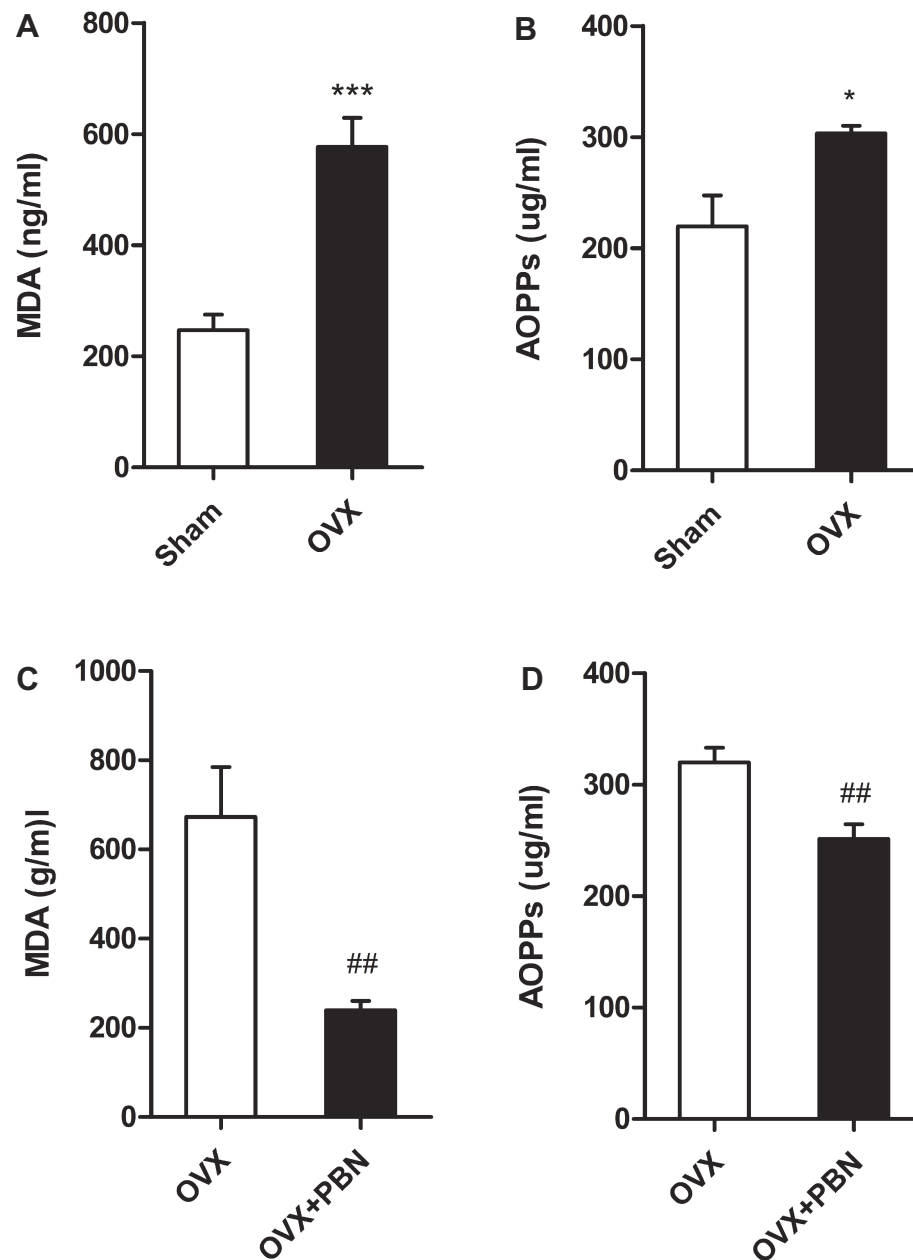 A
MDA (ng/ml)
800
600
400
200
0
***
Sham
OVX
B
AOPPs (ug/ml)
400
300
200
100
0
*
Sham
OVX
C
MDA (g/m)l
1000
800
600
400
200
0
##
OVX
OVX+PBN
D
AOPPs (ug/ml)
400
300
200
100
0
##
OVX
OVX+PBN